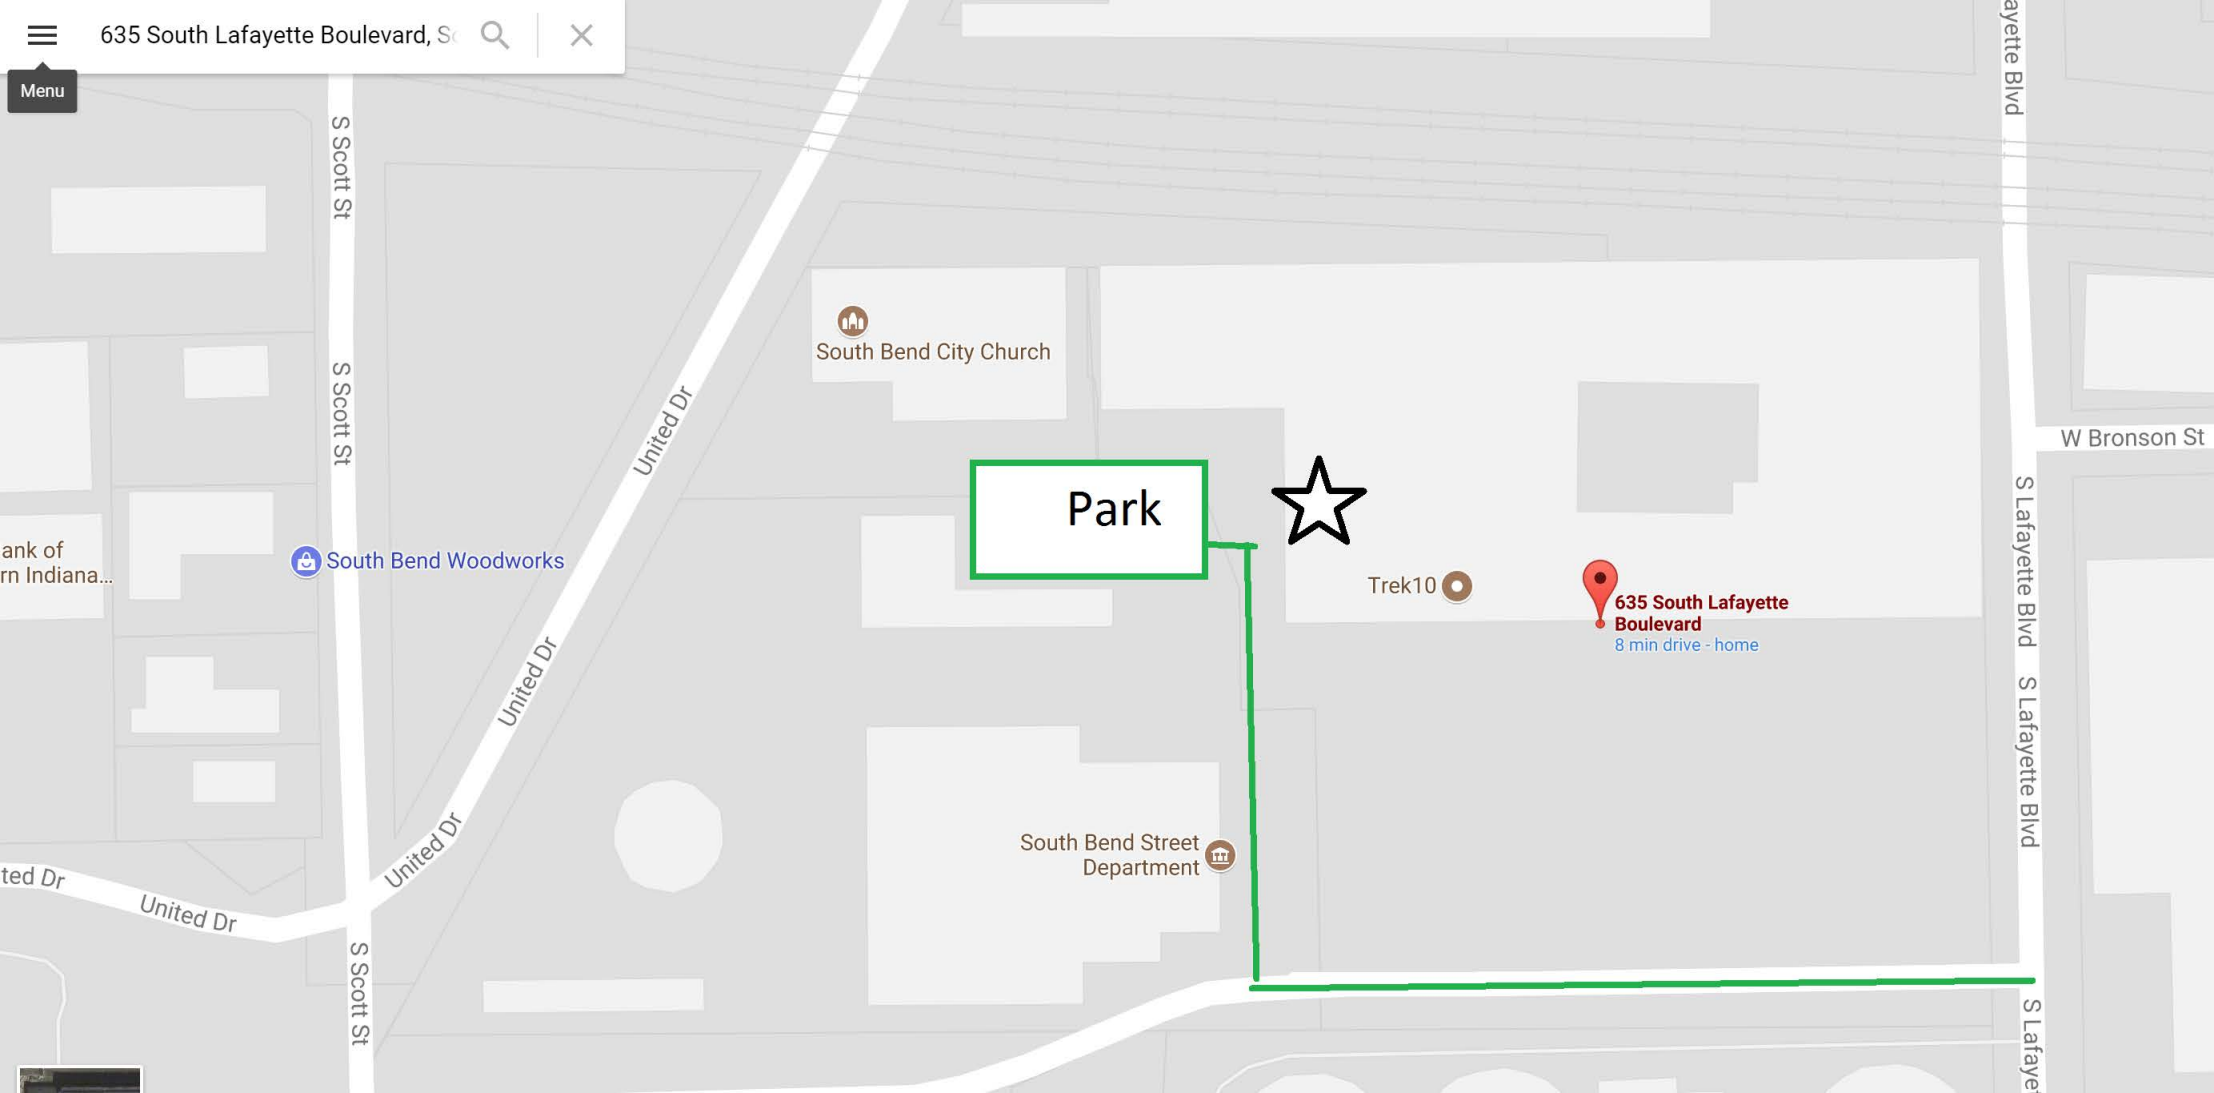 635 South Lafayette Boulevard, So
Menu
ayette Blvd
S Scott St
S Scott St
South Bend City Church
United Dr
W Bronson St
Park
S Lafayette Blvd
ank of
rn Indiana...
South Bend Woodworks
Trek10
635 South Lafayette
Boulevard
8 min drive - home
United Dr
S Lafayette Blvd
South Bend Street
Department
United Dr
ted Dr
United Dr
S Scott St
S Lafayet